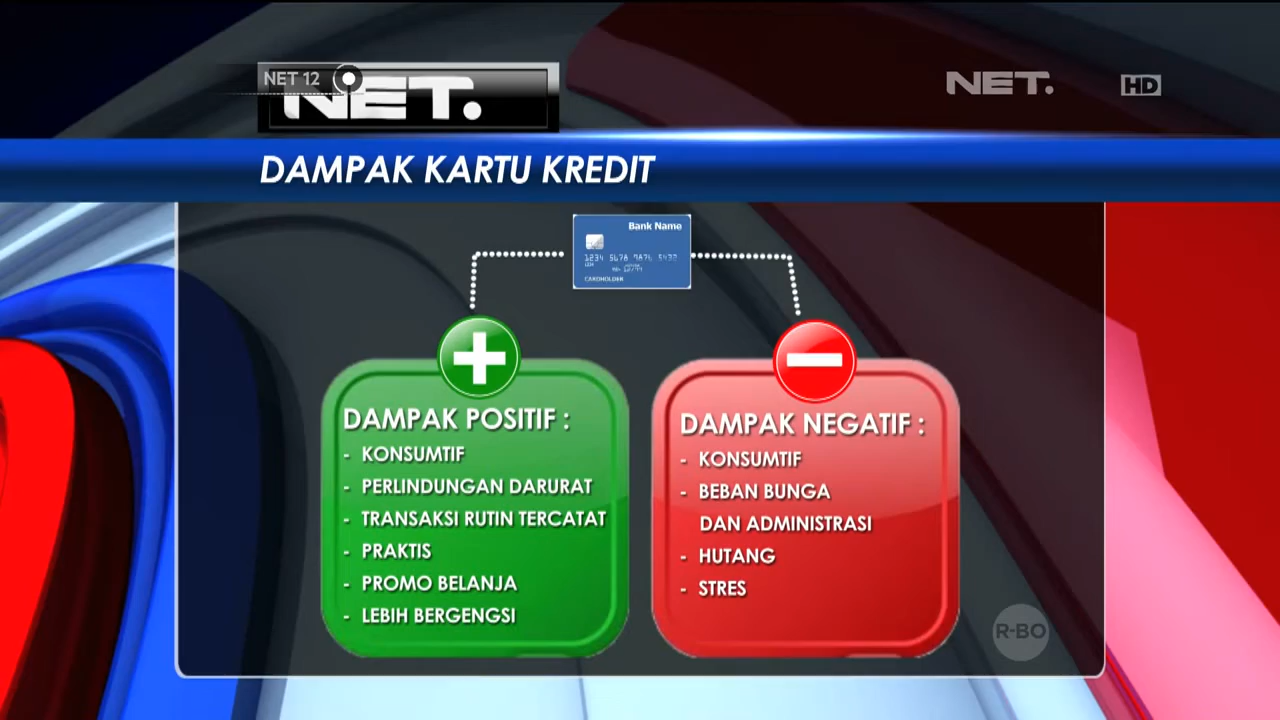 NET 12
NET.
NET.
HD
DAMPAK KARTU KREDIT
Bank Name
CARDHOLDER
DAMPAK POSITIF :
- KONSUMTIF
- PERLINDUNGAN DARURAT
- TRANSAKSI RUTIN TERCATAT
- PRAKTIS
- PROMO BELANJA
- LEBIH BERGENGSI
DAMPAK NEGATIF :
- KONSUMTIF
- BEBAN BUNGA
DAN ADMINISTRASI
- HUTANG
- STRES
R-BO